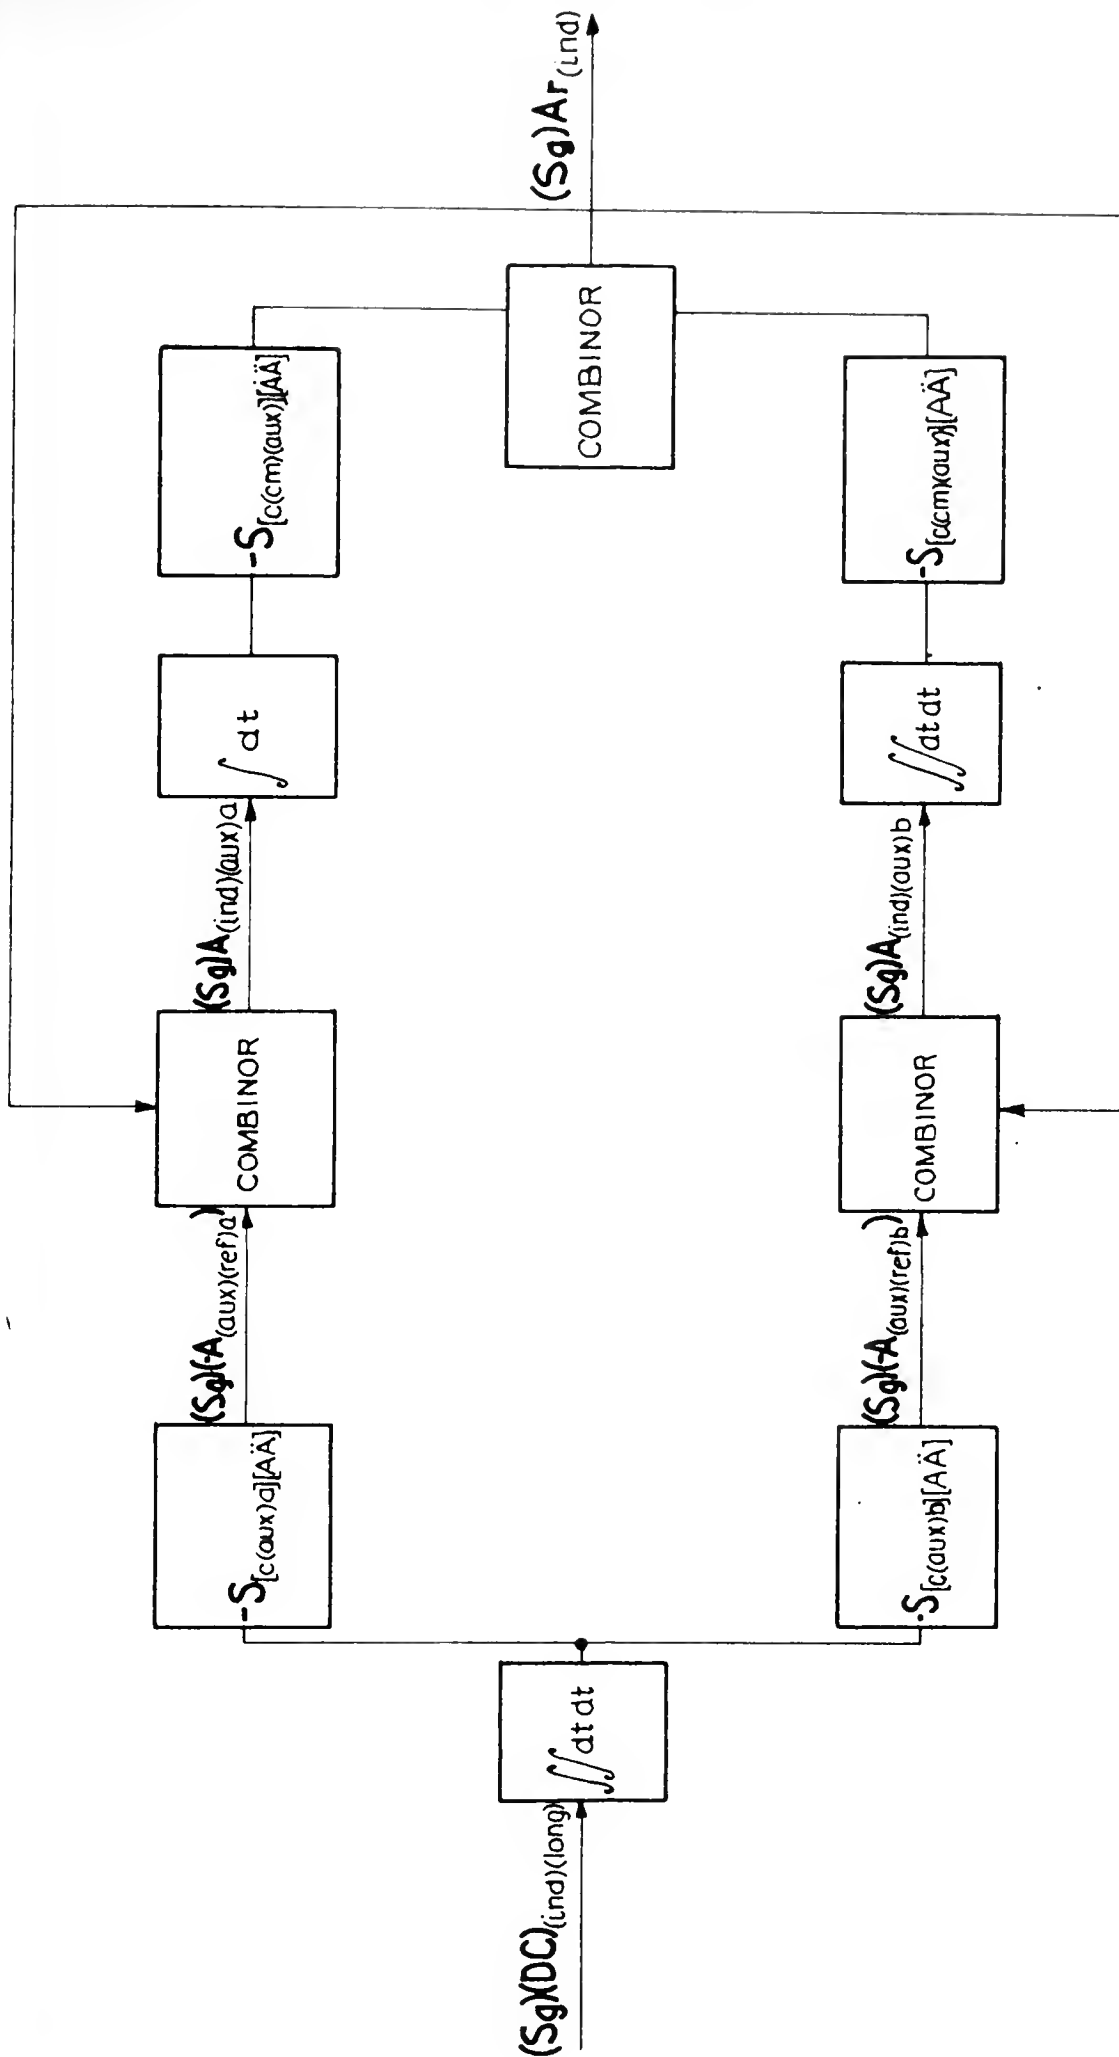 (Sg)(DC)(ind)(long)
∫∫dt dt
-S[c(aux)a][AÄ]
(Sg)(-A(aux)(ref)a)
COMBINOR
(Sg)A(ind)(aux)a
∫ dt
-S[c(cm)(aux)][ȦÄ]
-S[c(aux)b][AÄ]
(Sg)(-A(aux)(ref)b)
COMBINOR
(Sg)A(ind)(aux)b
∫∫dt dt
-S[c(cm)(aux)][AÄ]
COMBINOR
(Sg)Ar(ind)